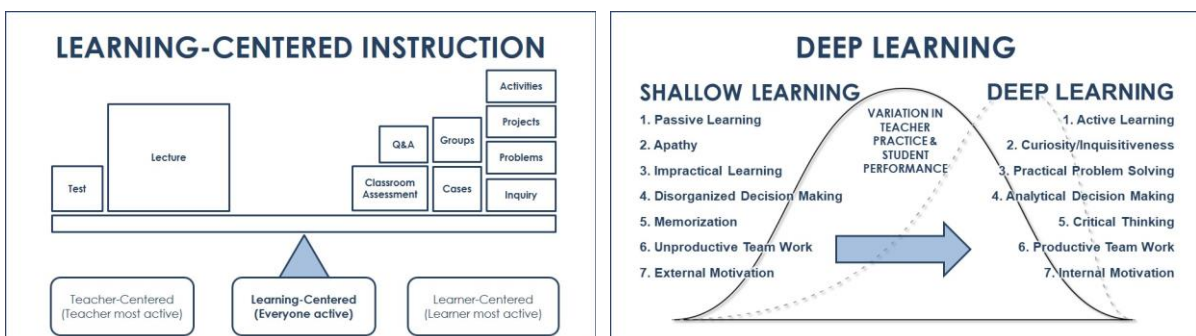 LEARNING-CENTERED INSTRUCTION
Activities
Projects
Q&A
Groups
Problems
Test
Lecture
Classroom
Assessment
Cases
Inquiry
Teacher-Centered
(Teacher most active)
Learning-Centered
(Everyone active)
Learner-Centered
(Learner most active)
DEEP LEARNING
SHALLOW LEARNING
1. Passive Learning
2. Apathy
3. Impractical Learning
4. Disorganized Decision Making
5. Memorization
6. Unproductive Team Work
7. External Motivation
VARIATION IN
TEACHER
PRACTICE &
STUDENT
PERFORMANCE
DEEP LEARNING
1. Active Learning
2. Curiosity/Inquisitiveness
3. Practical Problem Solving
4. Analytical Decision Making
5. Critical Thinking
6. Productive Team Work
7. Internal Motivation